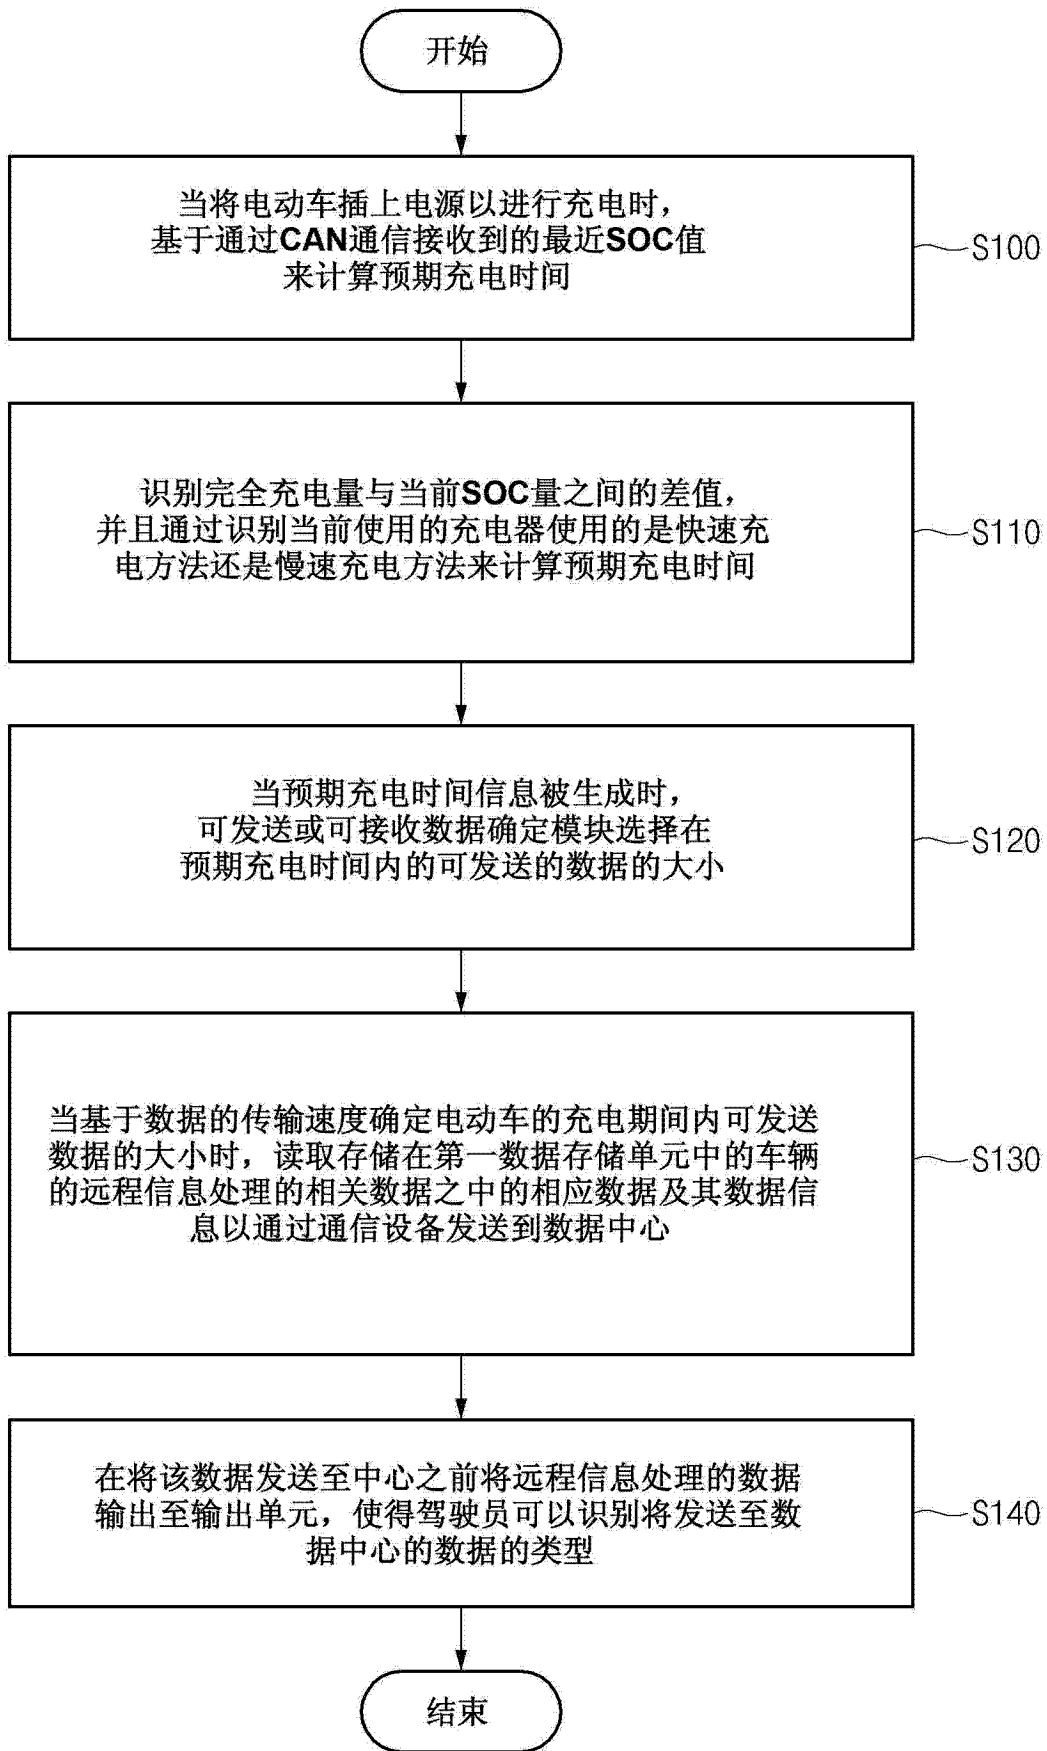 开始
当将电动车插上电源以进行充电时，
基于通过CAN通信接收到的最近SOC值
来计算预期充电时间
S100
识别完全充电量与当前SOC量之间的差值，
并且通过识别当前使用的充电器使用的是快速充
电方法还是慢速充电方法来计算预期充电时间
S110
当预期充电时间信息被生成时，
可发送或可接收数据确定模块选择在
预期充电时间内的可发送的数据的大小
S120
当基于数据的传输速度确定电动车的充电期间内可发送
数据的大小时，读取存储在第一数据存储单元中的车辆
的远程信息处理的相关数据之中的相应数据及其数据信
息以通过通信设备发送到数据中心
S130
在将该数据发送至中心之前将远程信息处理的数据
输出至输出单元，使得驾驶员可以识别将发送至数
据中心的数据的类型
S140
结束